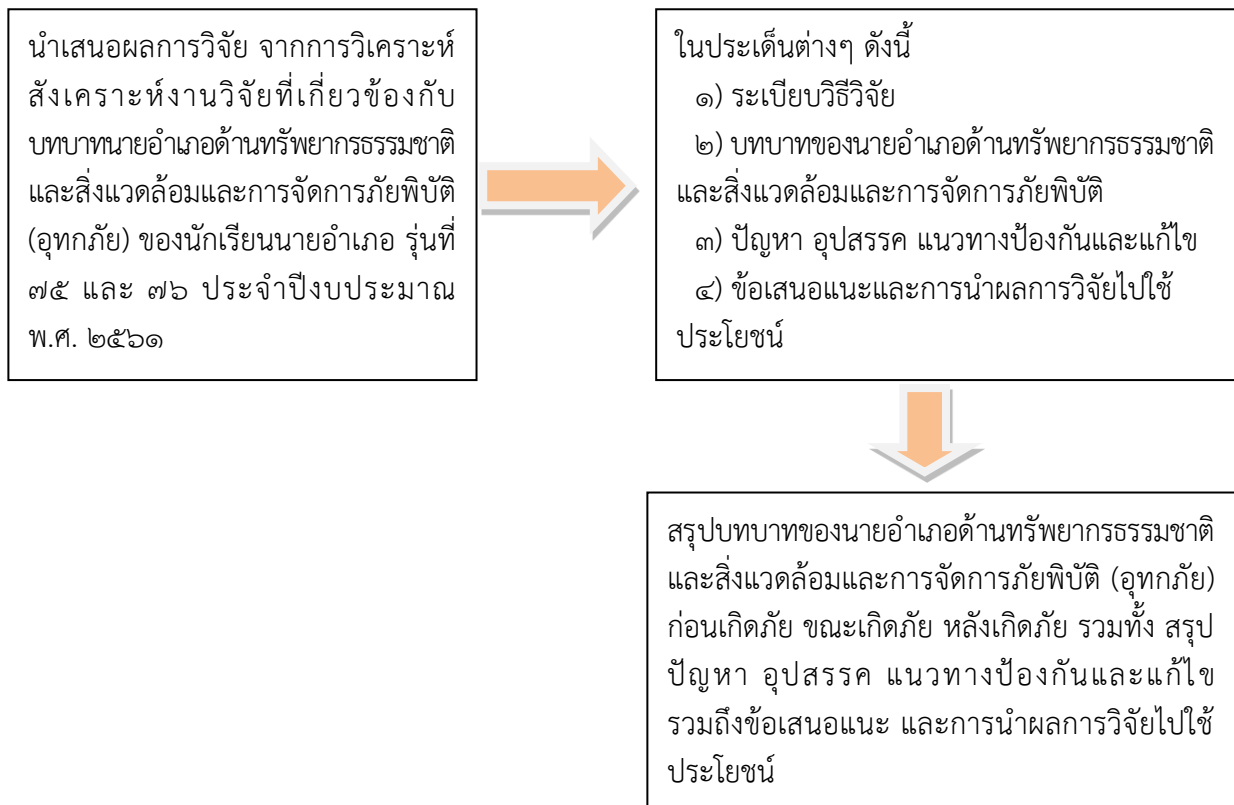 นำเสนอผลการวิจัย จากการวิเคราะห์
สังเคราะห์งานวิจัยที่เกี่ยวข้องกับ
บทบาทนายอำเภอด้านทรัพยากรธรรมชาติ
และสิ่งแวดล้อมและการจัดการภัยพิบัติ
(อุทกภัย) ของนักเรียนนายอำเภอ รุ่นที่
๗๕ และ ๗๖ ประจำปีงบประมาณ
พ.ศ. ๒๕๖๑
ในประเด็นต่างๆ ดังนี้
๑) ระเบียบวิธีวิจัย
๒) บทบาทของนายอำเภอด้านทรัพยากรธรรมชาติ
และสิ่งแวดล้อมและการจัดการภัยพิบัติ
๓) ปัญหา อุปสรรค แนวทางป้องกันและแก้ไข
๔) ข้อเสนอแนะและการนำผลการวิจัยไปใช้
ประโยชน์
สรุปบทบาทของนายอำเภอด้านทรัพยากรธรรมชาติ
และสิ่งแวดล้อมและการจัดการภัยพิบัติ (อุทกภัย)
ก่อนเกิดภัย ขณะเกิดภัย หลังเกิดภัย รวมทั้ง สรุป
ปัญหา อุปสรรค แนวทางป้องกันและแก้ไข
รวมถึงข้อเสนอแนะ และการนำผลการวิจัยไปใช้
ประโยชน์